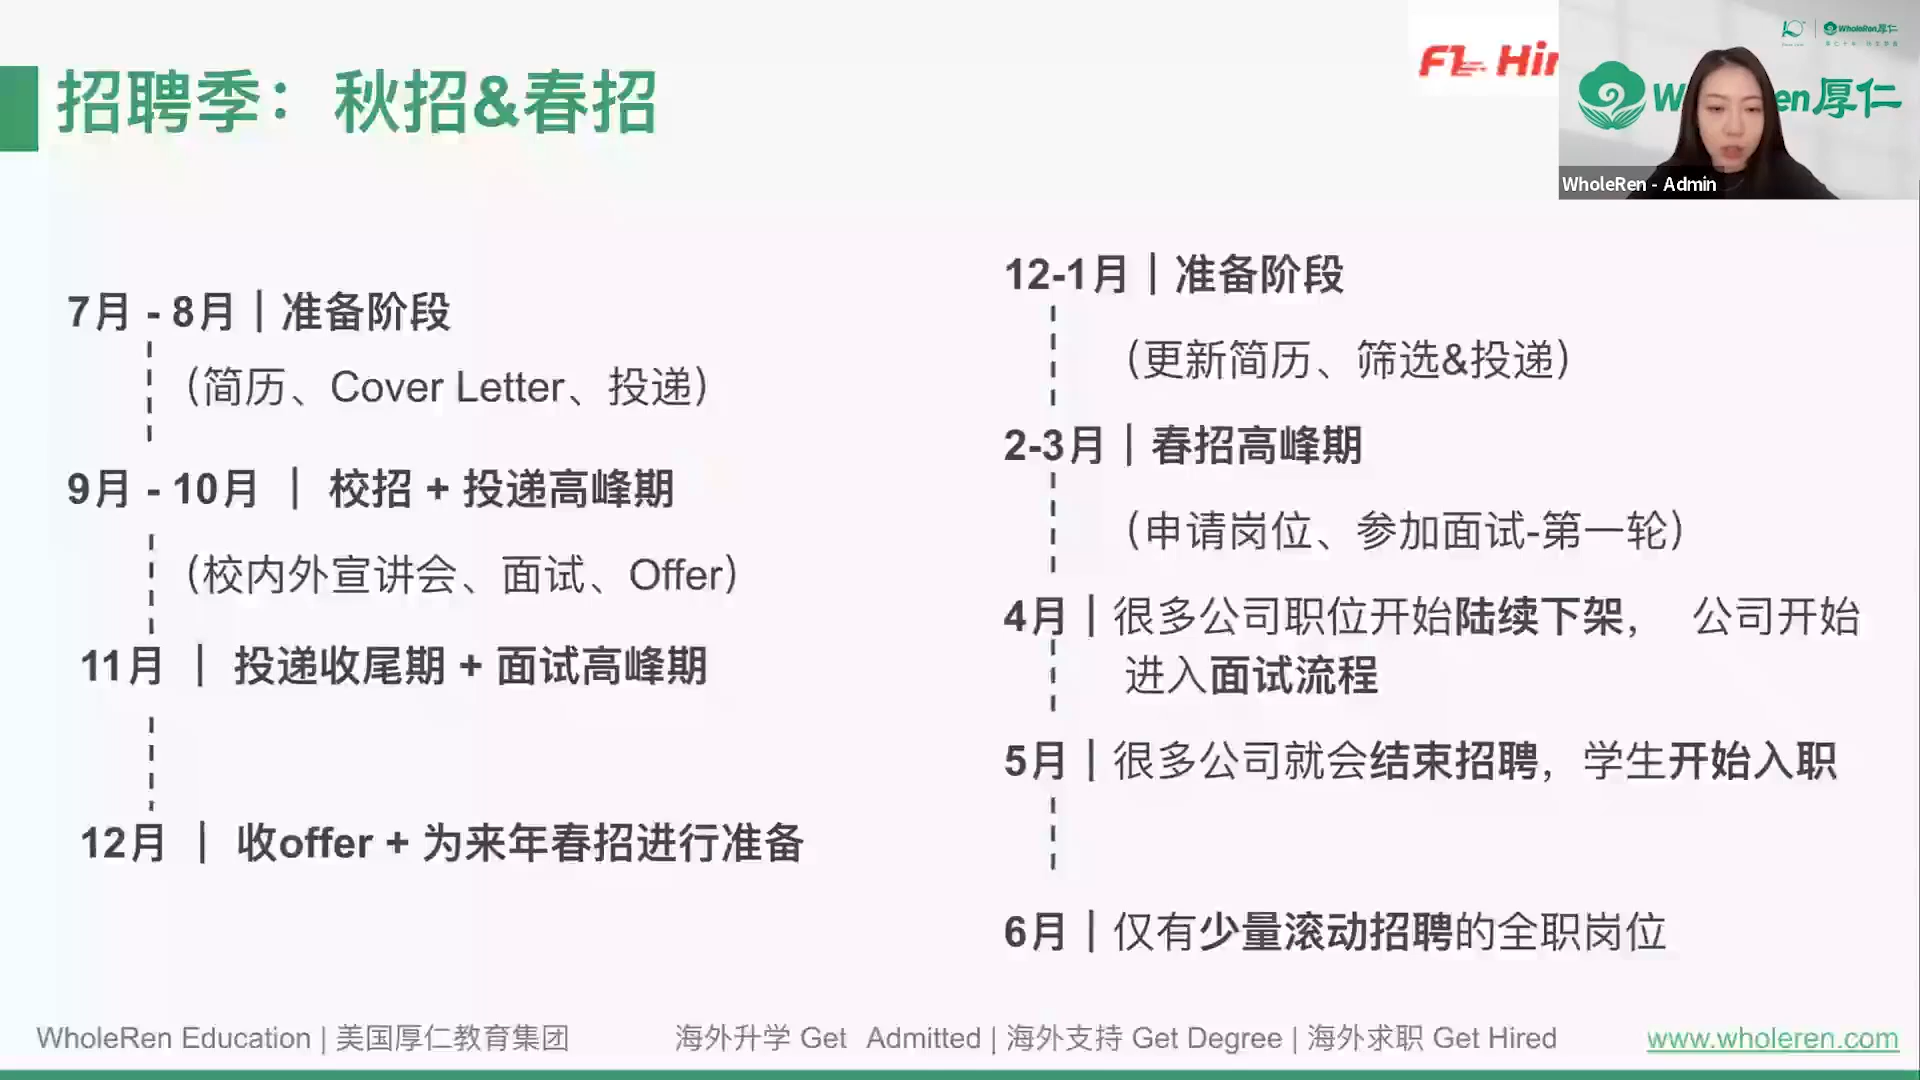 招聘季：秋招&春招
F1 Hir
WholeRen厚仁
W en厚仁
WholeRen - Admin
7月 - 8月｜准备阶段
（简历、Cover Letter、投递）
9月 - 10月 ｜ 校招 + 投递高峰期
（校内外宣讲会、面试、Offer）
11月 ｜ 投递收尾期 + 面试高峰期
12月 ｜ 收offer + 为来年春招进行准备
12-1月｜准备阶段
（更新简历、筛选&投递）
2-3月｜春招高峰期
（申请岗位、参加面试-第一轮）
4月｜很多公司职位开始陆续下架， 公司开始
进入面试流程
5月｜很多公司就会结束招聘，学生开始入职
6月｜仅有少量滚动招聘的全职岗位
WholeRen Education | 美国厚仁教育集团
海外升学 Get Admitted | 海外支持 Get Degree | 海外求职 Get Hired
www.wholeren.com